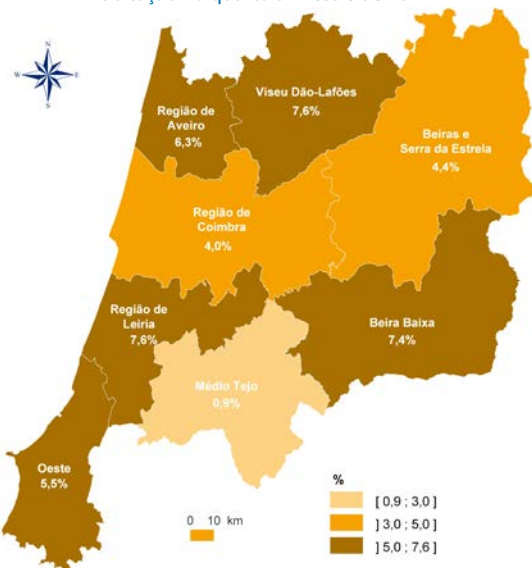 N
W
E
S
Viseu Dão-Lafões
7,6%
Região de
Aveiro
6,3%
Beiras e
Serra da Estrela
4,4%
Região de
Coimbra
4,0%
Região de
Leiria
7,6%
Beira Baixa
7,4%
Médio Tejo
0,9%
Oeste
5,5%
%
[ 0,9 ; 3,0 ]
] 3,0 ; 5,0 ]
] 5,0 ; 7,6 ]
0 10 km